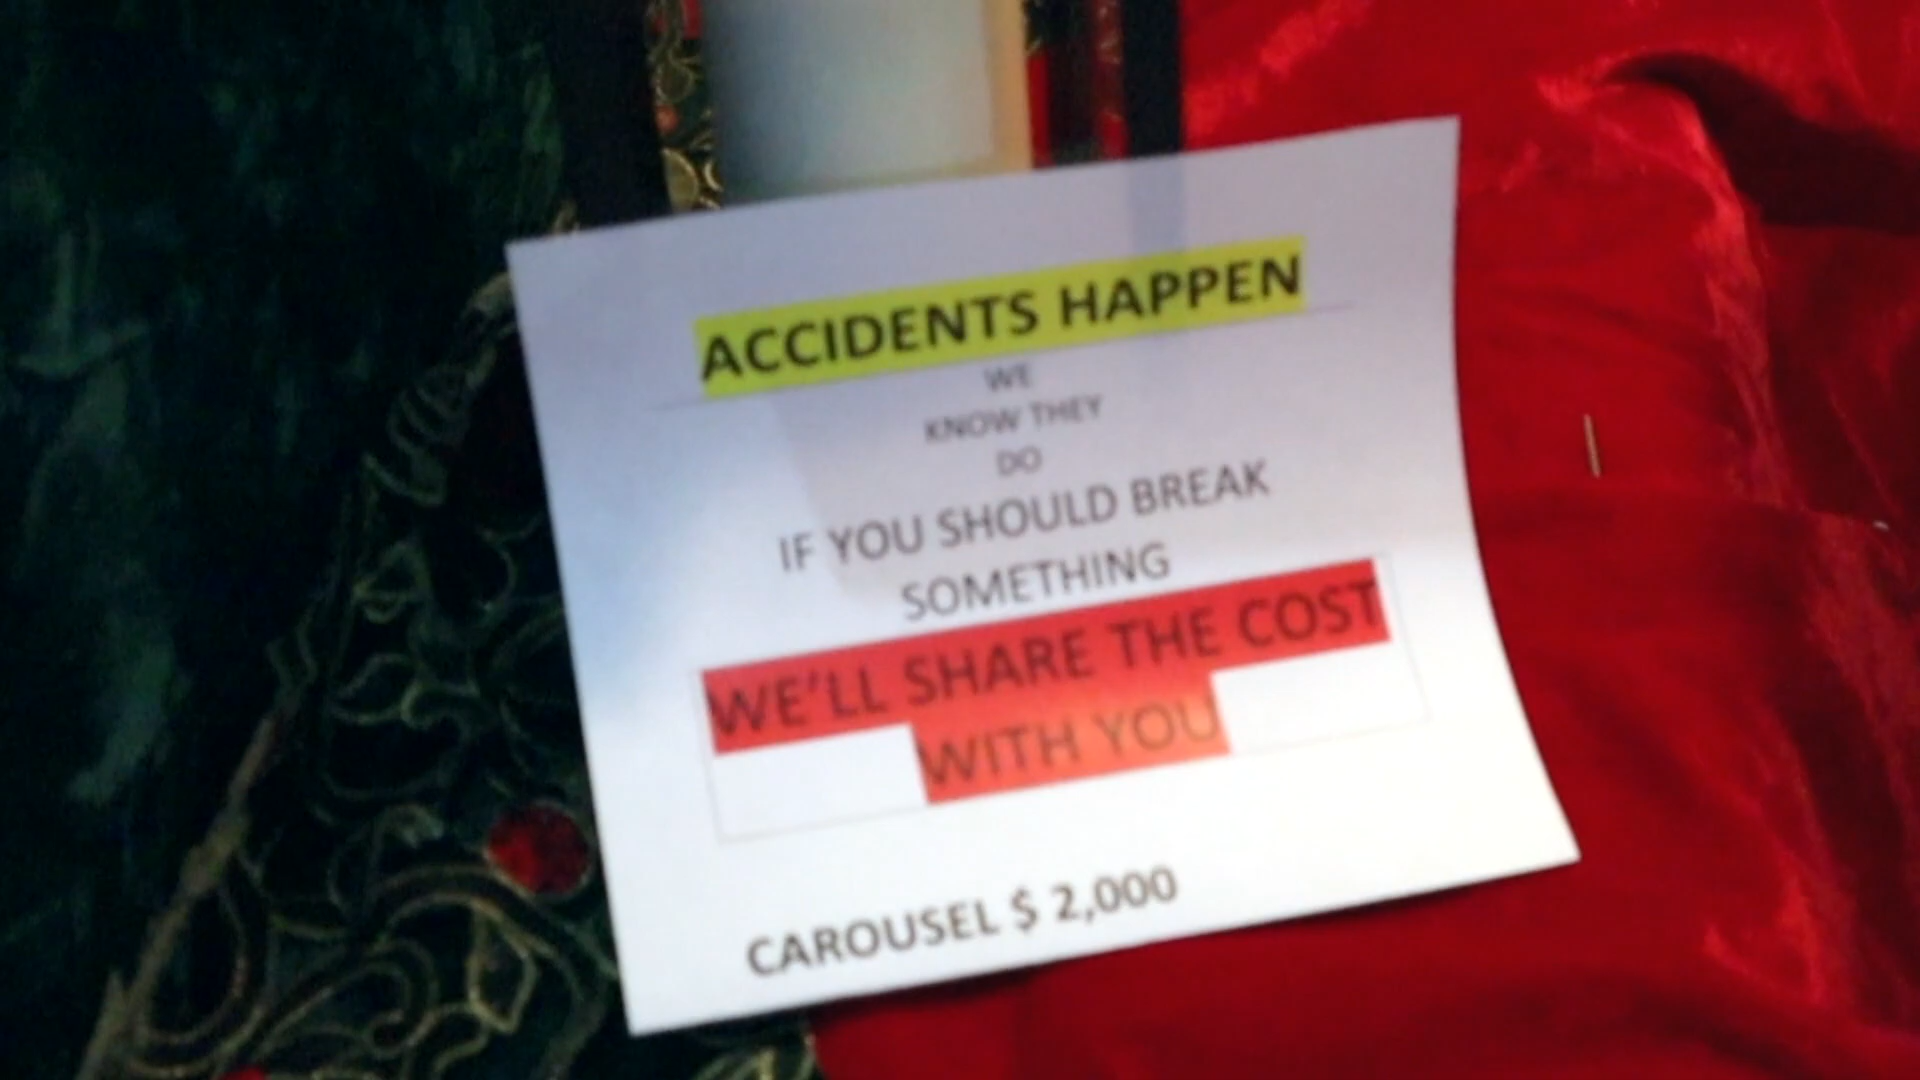 ACCIDENTS HAPPEN
WE
KNOW THEY
DO
IF YOU SHOULD BREAK
SOMETHING
WE'LL SHARE THE COST
WITH YOU
CAROUSEL $ 2,000